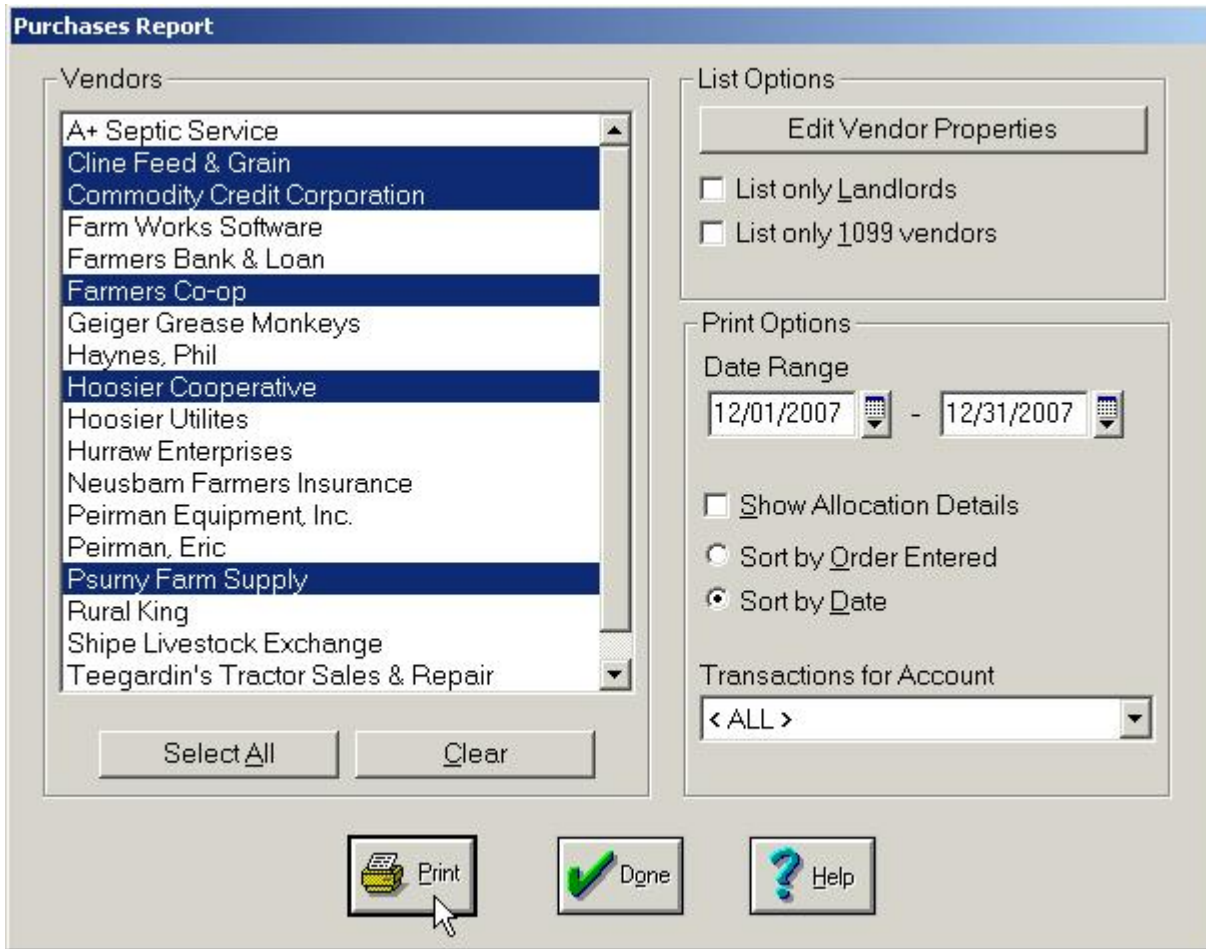 Purchases Report
Vendors
A+ Septic Service
Cline Feed & Grain
Commodity Credit Corporation
Farm Works Software
Farmers Bank & Loan
Farmers Co-op
Geiger Grease Monkeys
Haynes, Phil
Hoosier Cooperative
Hoosier Utilites
Hurraw Enterprises
Neusbam Farmers Insurance
Peirman Equipment, Inc.
Peirman, Eric
Psurny Farm Supply
Rural King
Shipe Livestock Exchange
Teegardin's Tractor Sales & Repair
Select All
Clear
List Options
Edit Vendor Properties
List only Landlords
List only 1099 vendors
Print Options
Date Range
12/01/2007 - 12/31/2007
Show Allocation Details
Sort by Order Entered
Sort by Date
Transactions for Account
< ALL >
Print
Done
Help